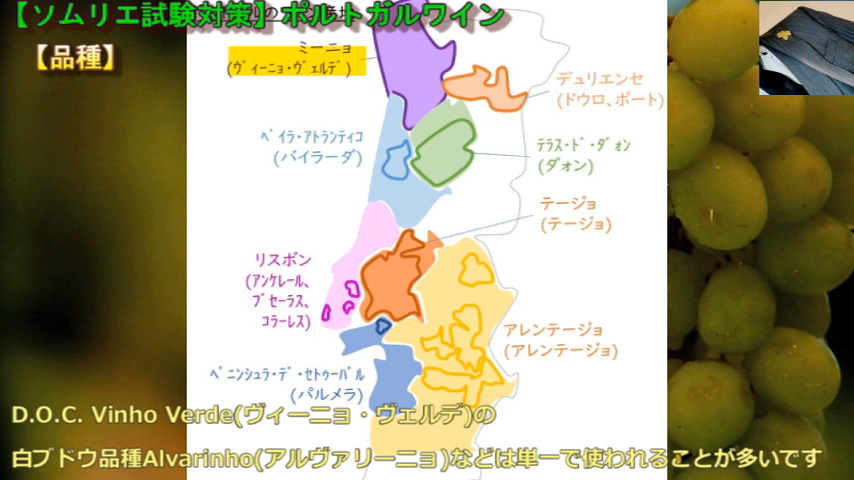 【ソムリエ試験対策】ポルトガルワイン
【品種】
ミーニョ
(ヴィーニョ・ヴェルデ)
デュリエンセ
(ドウロ、ポート)
ベイラ・アトランティコ
(バイラーダ)
テラス・ド・ダォン
(ダォン)
テージョ
(テージョ)
リスボン
(アンケレール、
ブセーラス、
コラーレス)
アレンテージョ
(アレンテージョ)
ペニンシュラ・デ・セトゥーバル
(パルメラ)
D.O.C. Vinho Verde(ヴィーニョ・ヴェルデ)の
白ブドウ品種Alvarinho(アルヴァリーニョ)などは単一で使われることが多いです